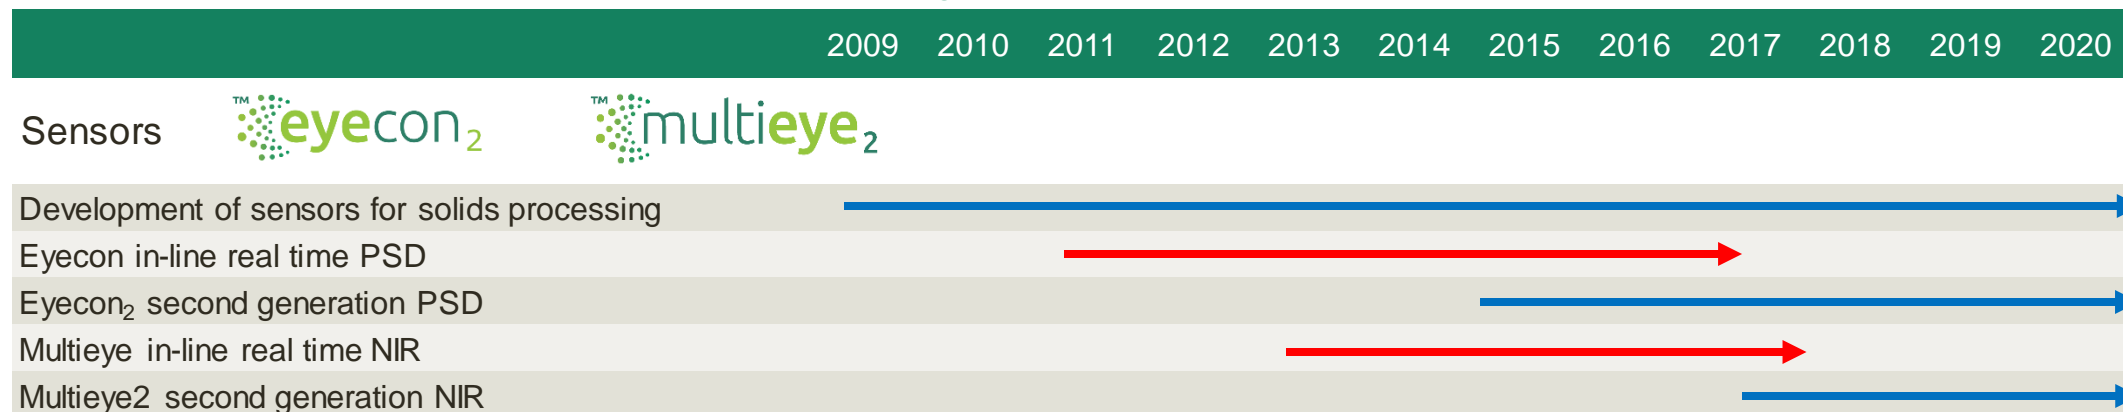 2009 2010 2011 2012 2013 2014 2015 2016 2017 2018 2019 2020
Sensors ™eyecon₂ ™multieye₂
Development of sensors for solids processing
Eyecon in-line real time PSD
Eyecon₂ second generation PSD
Multieye in-line real time NIR
Multieye2 second generation NIR